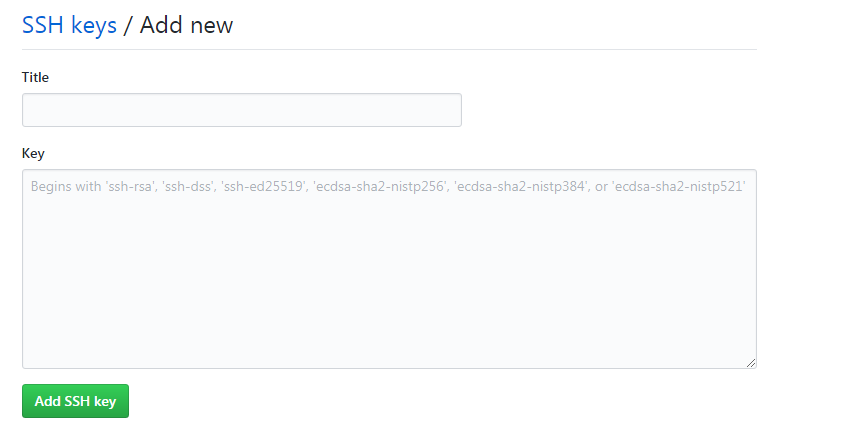 SSH keys / Add new
Title
Key
Begins with 'ssh-rsa', 'ssh-dss', 'ssh-ed25519', 'ecdsa-sha2-nistp256', 'ecdsa-sha2-nistp384', or 'ecdsa-sha2-nistp521'
Add SSH key